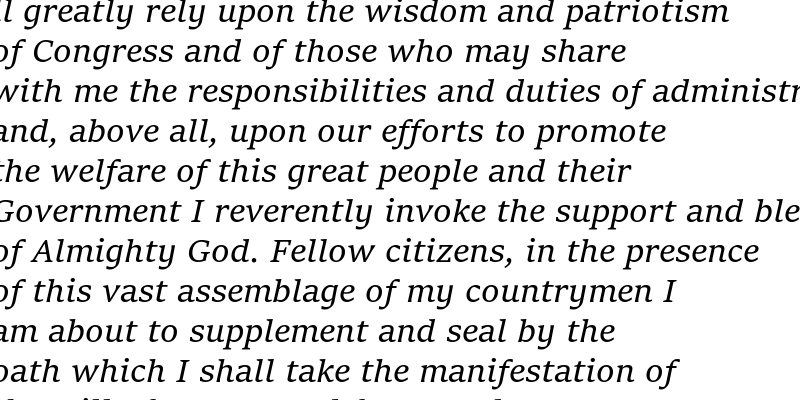 greatly rely upon the wisdom and patriotism
of Congress and of those who may share
with me the responsibilities and duties of
and, above all, upon our efforts to promote
the welfare of this great people and their
Government I reverently invoke the support and
of Almighty God. Fellow citizens, in the presence
of this vast assemblage of my countrymen I
am about to supplement and seal by the
oath which I shall take the manifestation of